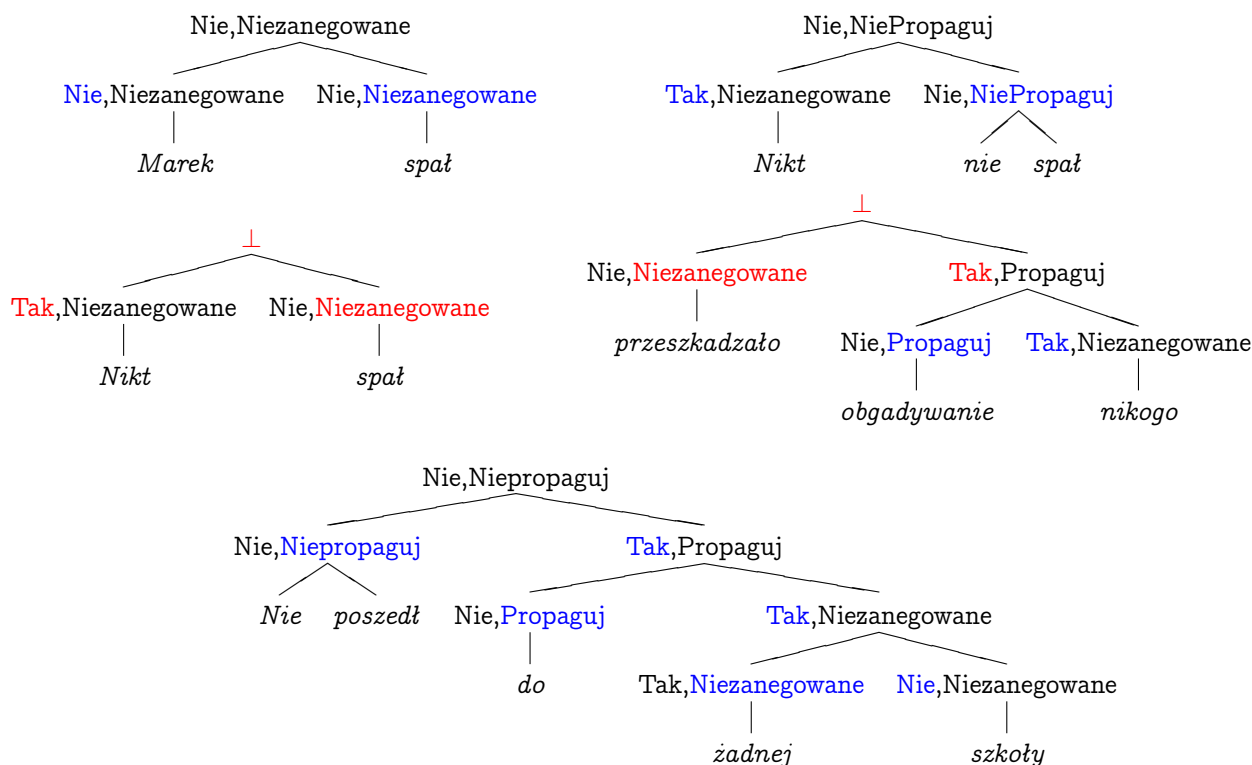 Nie,Niezanegowane
Nie,Niezanegowane Nie,Niezanegowane
Marek spał
Nie,NiePropaguj
Tak,Niezanegowane Nie,NiePropaguj
Nikt nie spał
⊥
Tak,Niezanegowane Nie,Niezanegowane
Nikt spał
⊥
Nie,Niezanegowane Tak,Propaguj
przeszkadzało Nie,Propaguj Tak,Niezanegowane
obgadywanie nikogo
Nie,Niepropaguj
Nie,Niepropaguj Tak,Propaguj
Nie poszedł Nie,Propaguj Tak,Niezanegowane
do Tak,Niezanegowane Nie,Niezanegowane
żadnej szkoły